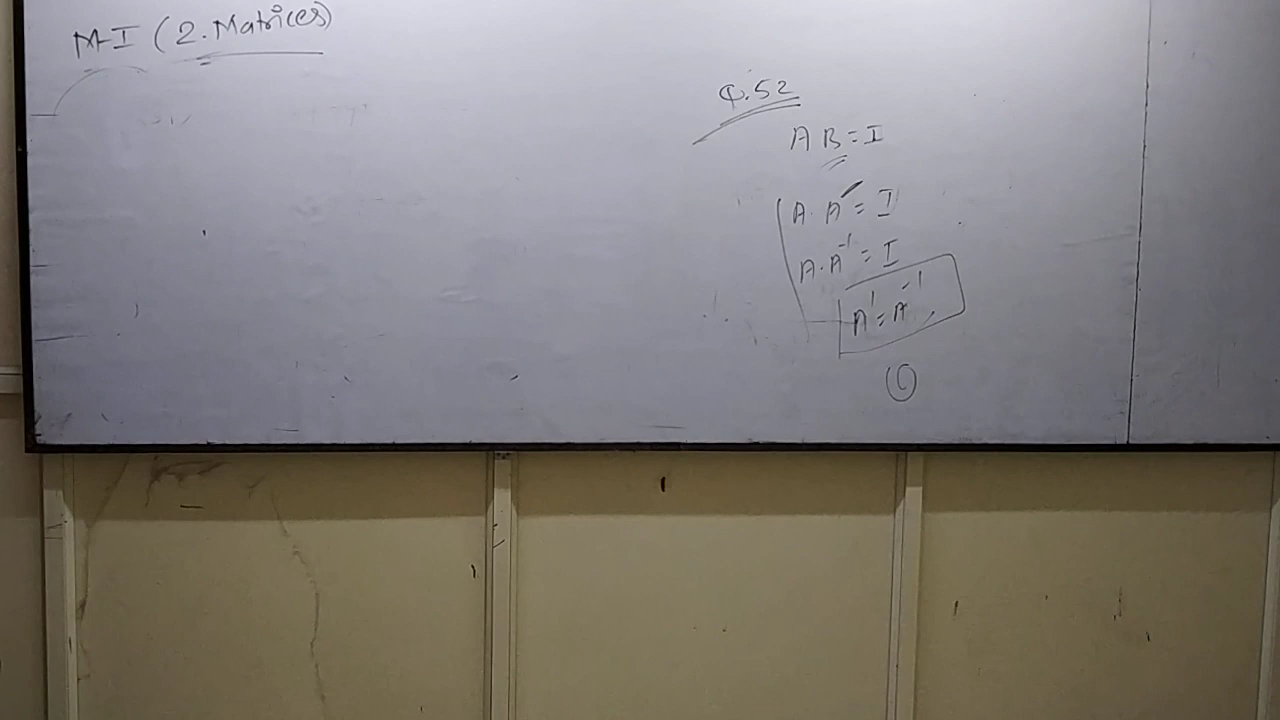 M-I (2. Matrices)
Q.52
A B = I
A. A' = I
A. A⁻¹ = I
A' = A⁻¹